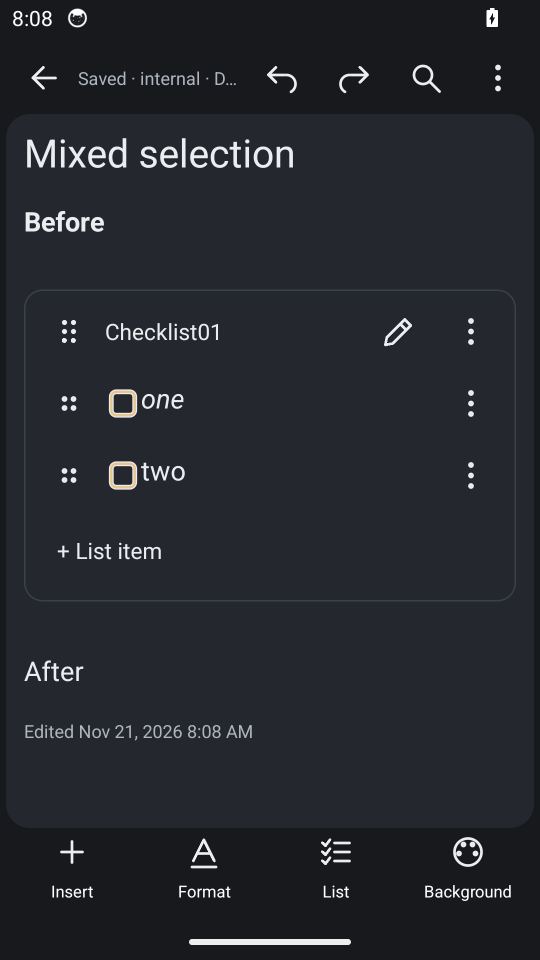 8:08
Saved · internal · D...
Mixed selection
Before
Checklist01
one
two
+ List item
After
Edited Nov 21, 2026 8:08 AM
Insert Format List Background